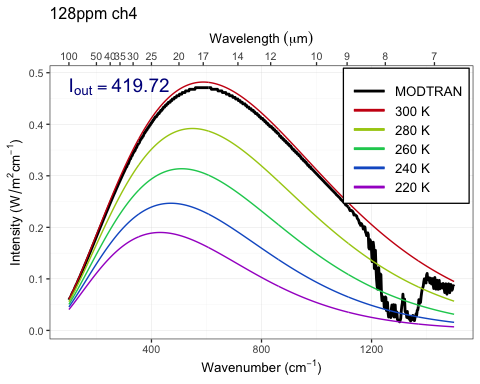 128ppm ch4
Wavelength (μm)
100 50 40 35 30 25 20 17 14 12 10 9 8 7
I_out = 419.72
Intensity (W/m² cm⁻¹)
0.5
0.4
0.3
0.2
0.1
0.0
MODTRAN
300 K
280 K
260 K
240 K
220 K
400 800 1200
Wavenumber (cm⁻¹)